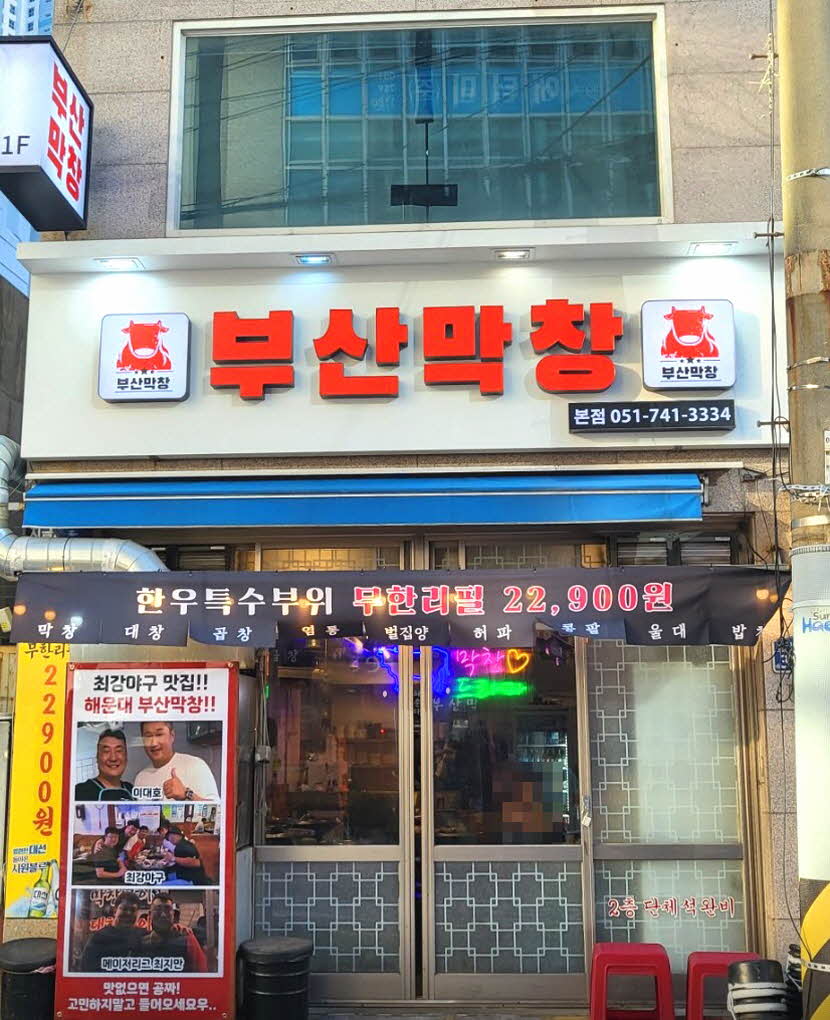 부산
막창
1F
부산막창
부산막창
부산막창
본점 051-741-3334
한우특수부위 무한리필 22,900원
막창 대창 곱창 염통 벌집양 허파 콩팥 울대
막창
2층 단체석완비
22900원
대선
시원블루
최강야구 맛집!!
해운대 부산막창!!
이대호
최강야구
메이저리그 최지만
맛없으면 공짜!
고민하지말고 들어오세요우..